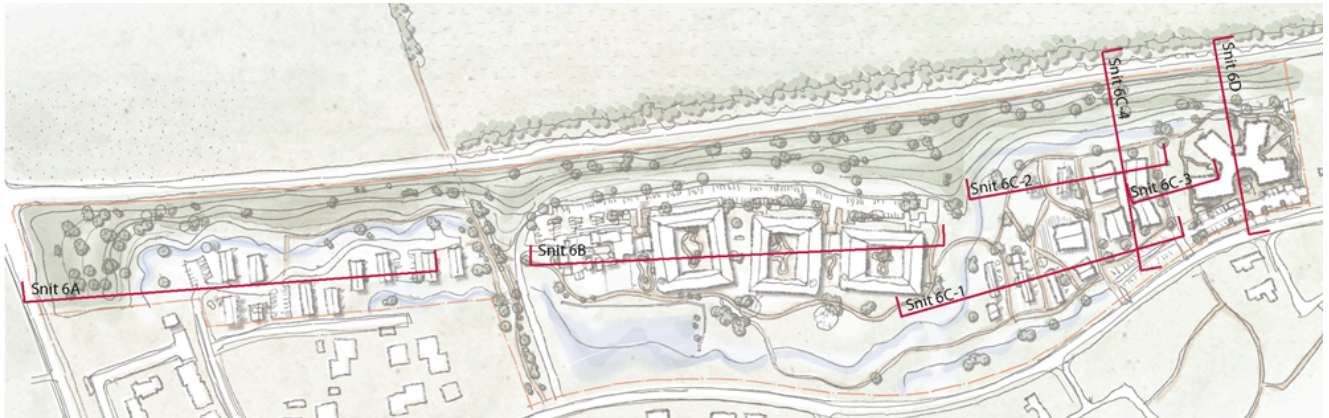 Snit 6A
Snit 6B
Snit 6C-1
Snit 6C-2
Snit 6C-3
Snit 6C-4
Snit 6D